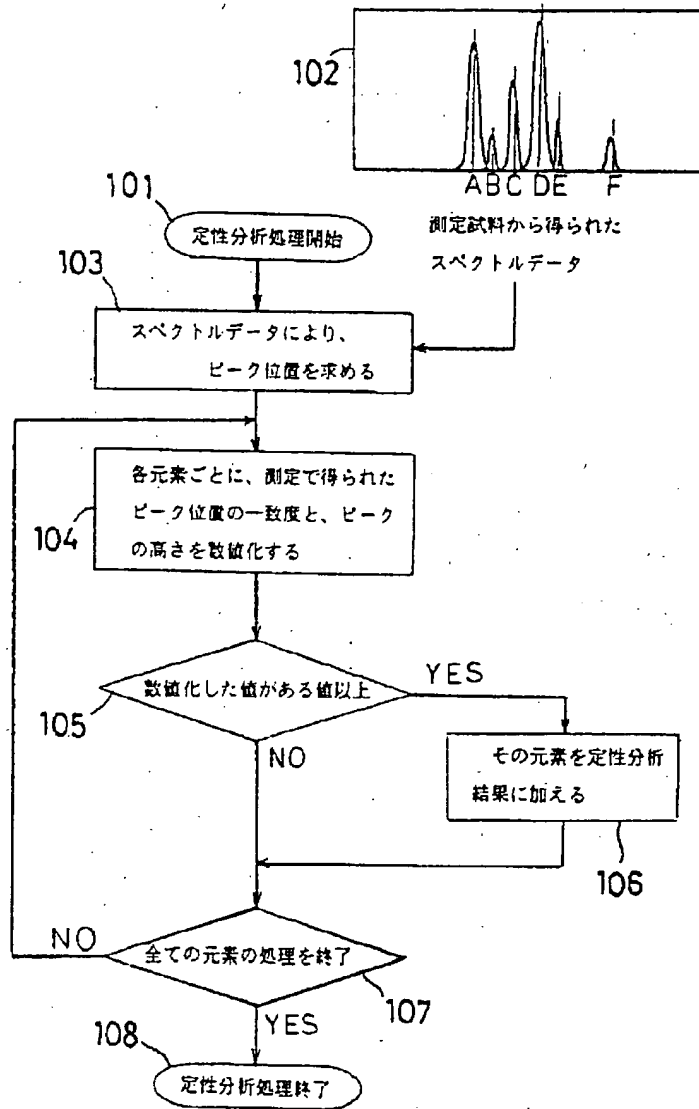 102
A B C D E F
測定試料から得られた
スペクトルデータ
101
定性分析処理開始
103
スペクトルデータにより、
ピーク位置を求める
104
各元素ごとに、測定で得られた
ピーク位置の一致度と、ピーク
の高さを数値化する
105
数値化した値がある値以上
YES
NO
その元素を定性分析
結果に加える
106
全ての元素の処理を終了
NO
107
YES
108
定性分析処理終了